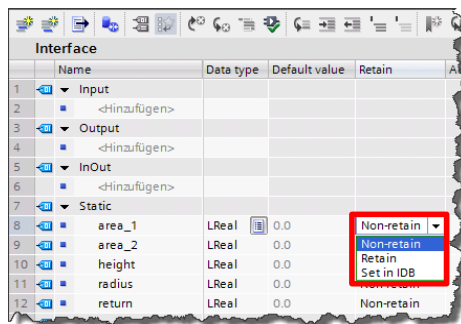 Interface
Name Data type Default value Retain A
1 Input
2 <Hinzufügen>
3 Output
4 <Hinzufügen>
5 InOut
6 <Hinzufügen>
7 Static
8 area_1 LReal 0.0 Non-retain
9 area_2 LReal 0.0 Non-retain
10 height LReal 0.0 Retain
Set in IDB
11 radius LReal 0.0 Non-retain
12 return LReal 0.0 Non-retain